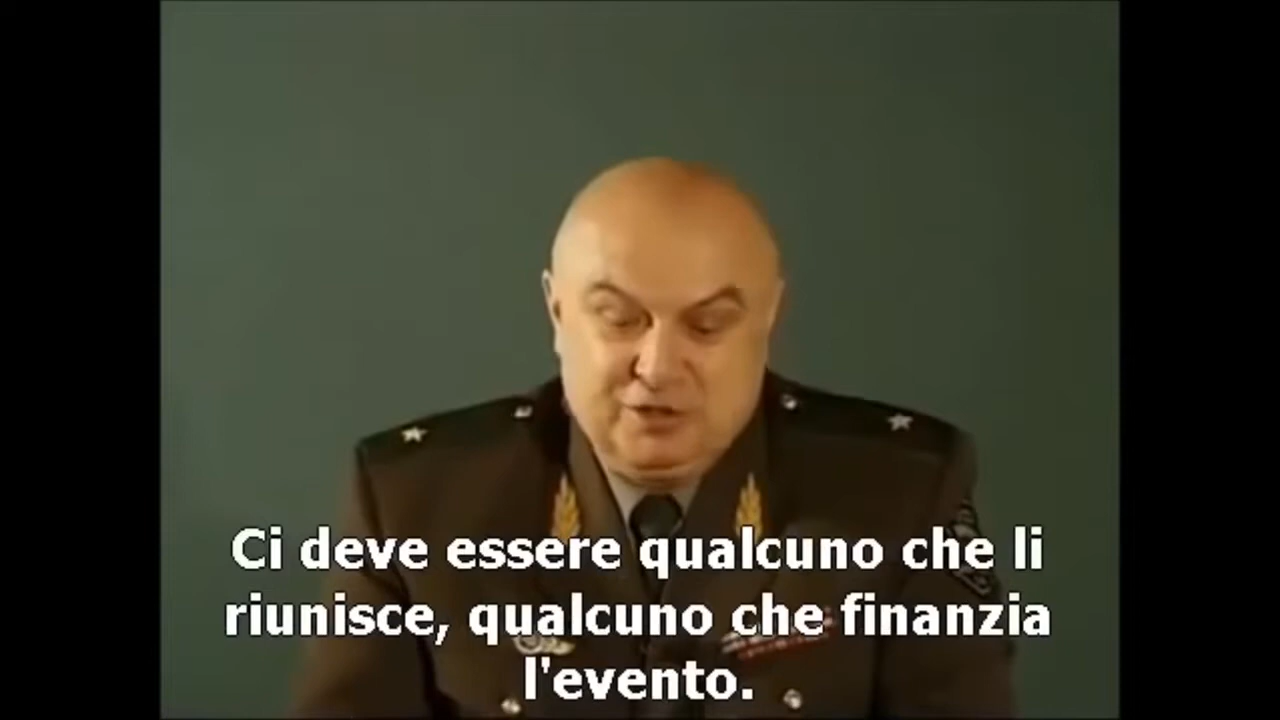 Ci deve essere qualcuno che li
riunisce, qualcuno che finanzia
l'evento.